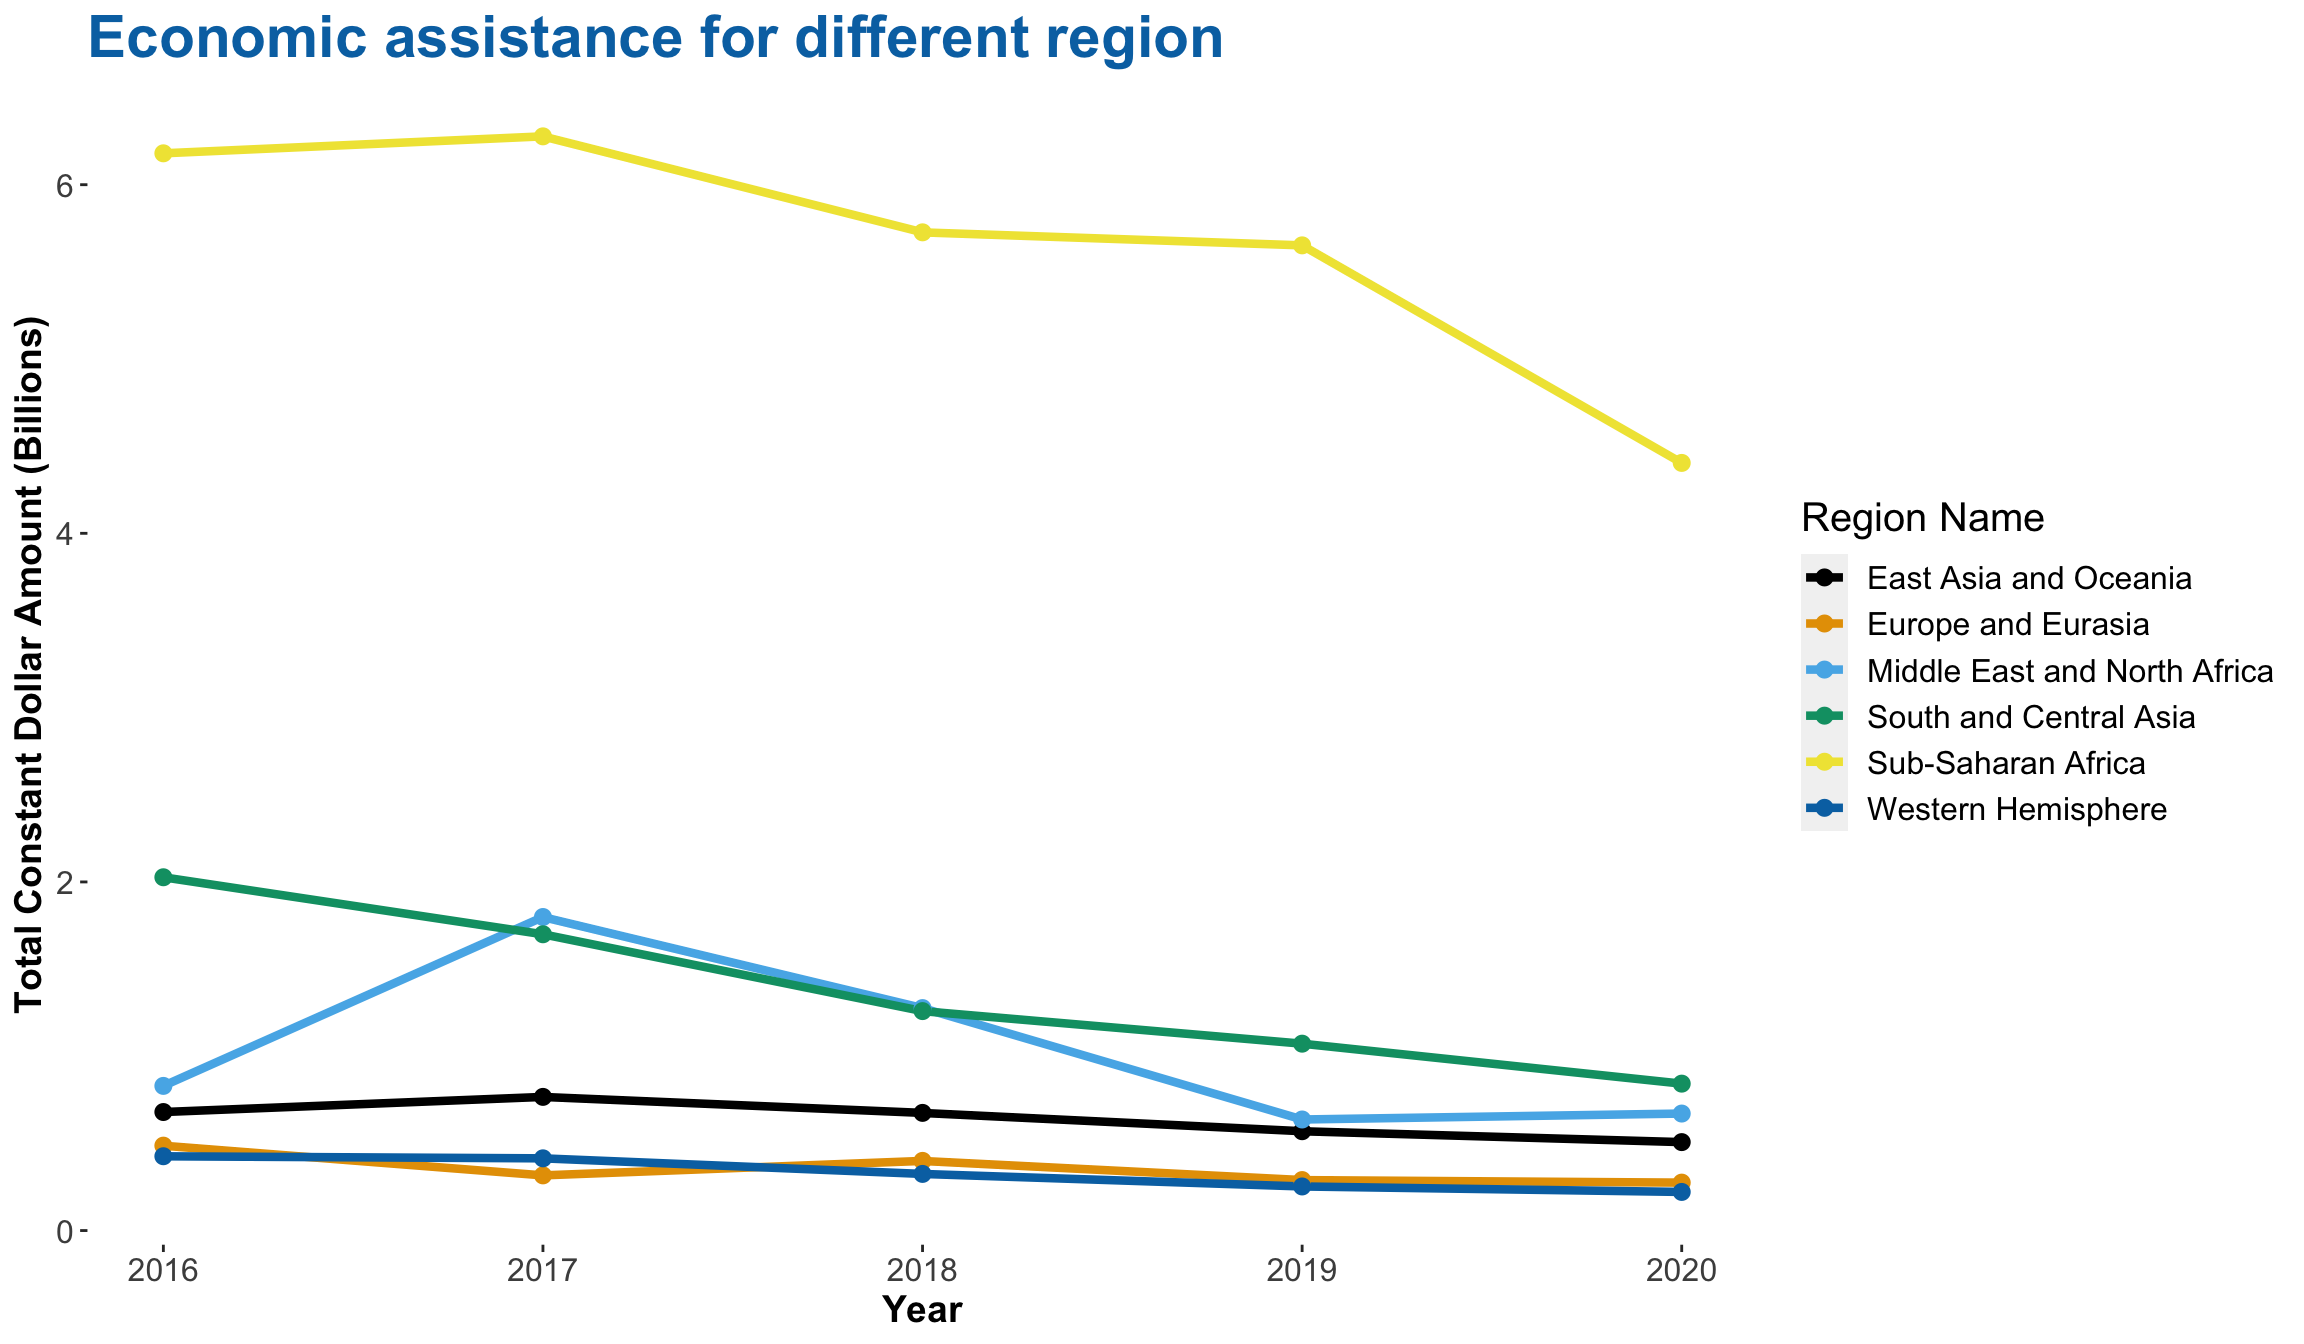 Economic assistance for different region
Total Constant Dollar Amount (Billions)
6
4
2
0
2016
2017
2018
2019
2020
Year
Region Name
East Asia and Oceania
Europe and Eurasia
Middle East and North Africa
South and Central Asia
Sub-Saharan Africa
Western Hemisphere